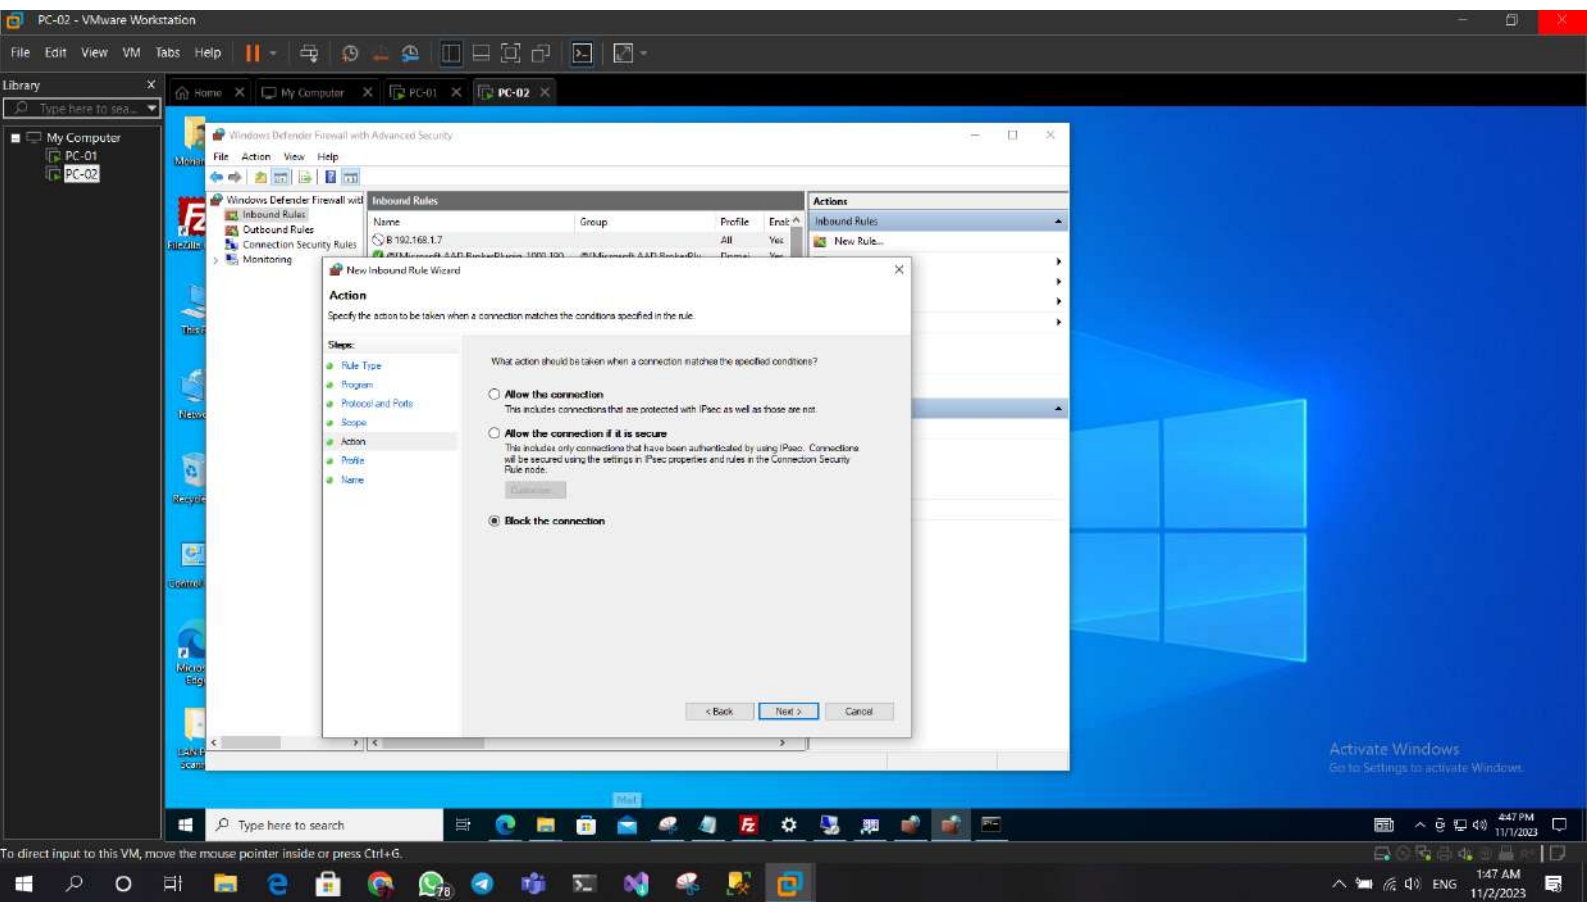 PC-02 - VMware Workstation
File Edit View VM Tabs Help
Library X
Type here to sea...
Home My Computer PC-01 PC-02
My Computer
PC-01
PC-02
Windows Defender Firewall with Advanced Security
File Action View Help
Windows Defender Firewall with
Inbound Rules
Outbound Rules
Connection Security Rules
Monitoring
Inbound Rules
Name Group Profile
B 192.168.1.7 All Yes
Actions
Inbound Rules
New Rule...
New Inbound Rule Wizard
Action
Specify the action to be taken when a connection matches the conditions specified in the rule.
Steps:
Rule Type
Program
Protocol and Ports
Scope
Action
Profile
Name
What action should be taken when a connection matches the specified conditions?
Allow the connection
This includes connections that are protected with IPsec as well as those are not.
Allow the connection if it is secure
This includes only connections that have been authenticated by using IPsec. Connections
will be secured using the settings in IPsec properties and rules in the Connection Security
Rule node.
Customize...
Block the connection
< Back Next > Cancel
Activate Windows
Go to Settings to activate Windows.
Mail
Type here to search
4:47 PM
11/1/2023
To direct input to this VM, move the mouse pointer inside or press Ctrl+G.
78
ENG
1:47 AM
11/2/2023